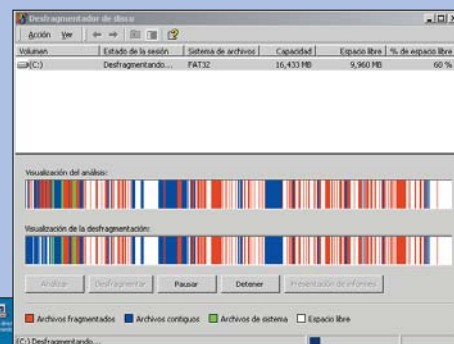 Desfragmentador de disco
Acción Ver
Volumen Estado de la sesión Sistema de archivos Capacidad Espacio libre % de espacio libre
(C:) Desfragmentando... FAT32 16,433 MB 9,960 MB 60 %
Visualización del análisis:
Visualización de la desfragmentación:
Analizar Desfragmentar Pausar Detener Presentación de informes
Archivos fragmentados Archivos contiguos Archivos de sistema Espacio libre
(C:) Desfragmentando...